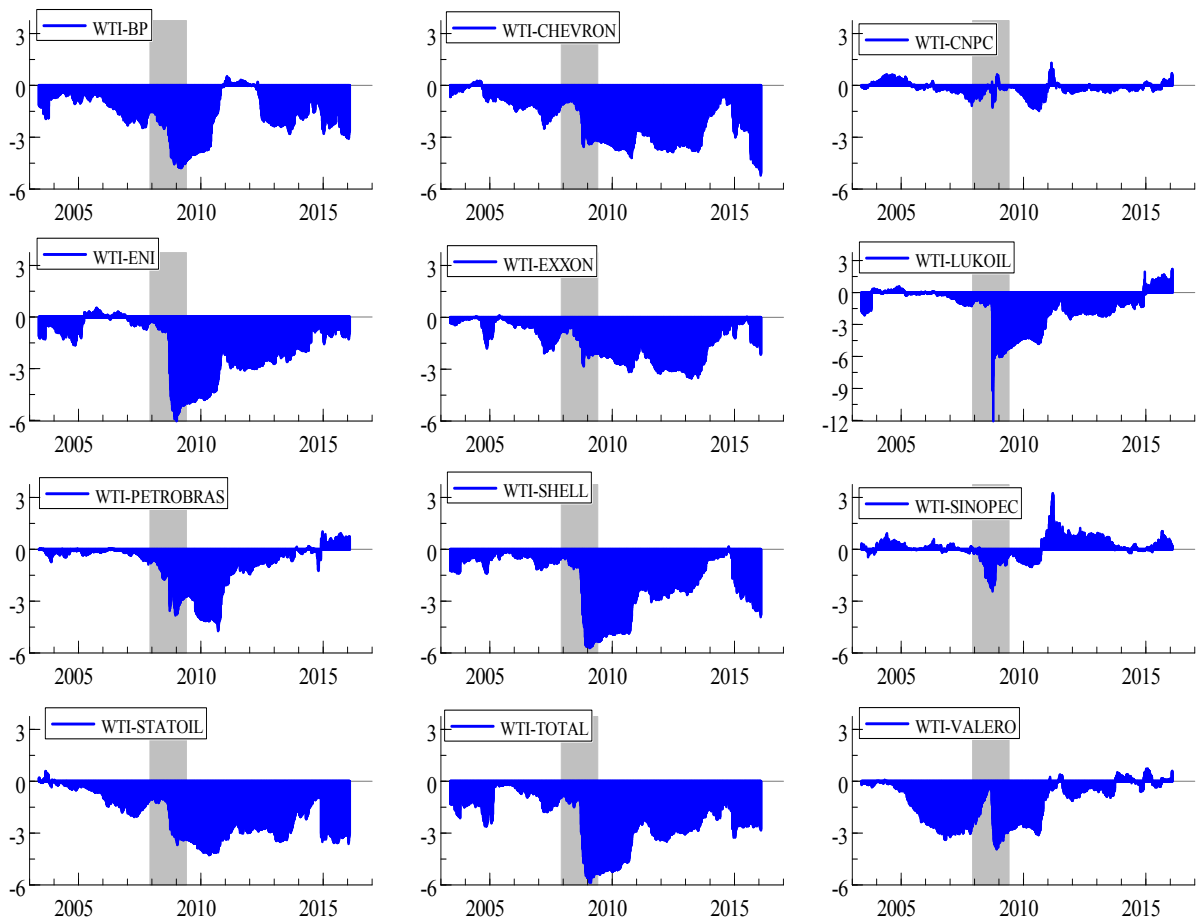 WTI-BP
3
0
-3
-6
2005 2010 2015
WTI-CHEVRON
3
0
-3
-6
2005 2010 2015
WTI-CNPC
3
0
-3
-6
2005 2010 2015
WTI-ENI
3
0
-3
-6
2005 2010 2015
WTI-EXXON
3
0
-3
-6
2005 2010 2015
WTI-LUKOIL
3
0
-3
-6
-9
-12
2005 2010 2015
WTI-PETROBRAS
3
0
-3
-6
2005 2010 2015
WTI-SHELL
3
0
-3
-6
2005 2010 2015
WTI-SINOPEC
3
0
-3
-6
2005 2010 2015
WTI-STATOIL
3
0
-3
-6
2005 2010 2015
WTI-TOTAL
3
0
-3
-6
2005 2010 2015
WTI-VALERO
3
0
-3
-6
2005 2010 2015